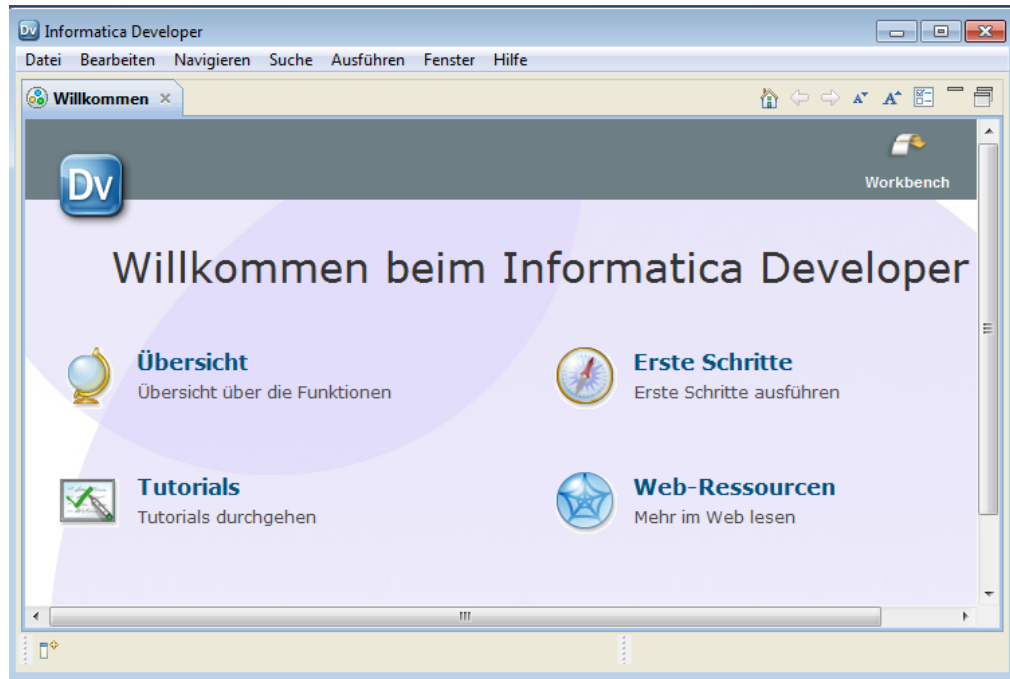 Dv Informatica Developer
Datei Bearbeiten Navigieren Suche Ausführen Fenster Hilfe
Willkommen
Dv
Workbench
Willkommen beim Informatica Developer
Übersicht
Übersicht über die Funktionen
Erste Schritte
Erste Schritte ausführen
Tutorials
Tutorials durchgehen
Web-Ressourcen
Mehr im Web lesen